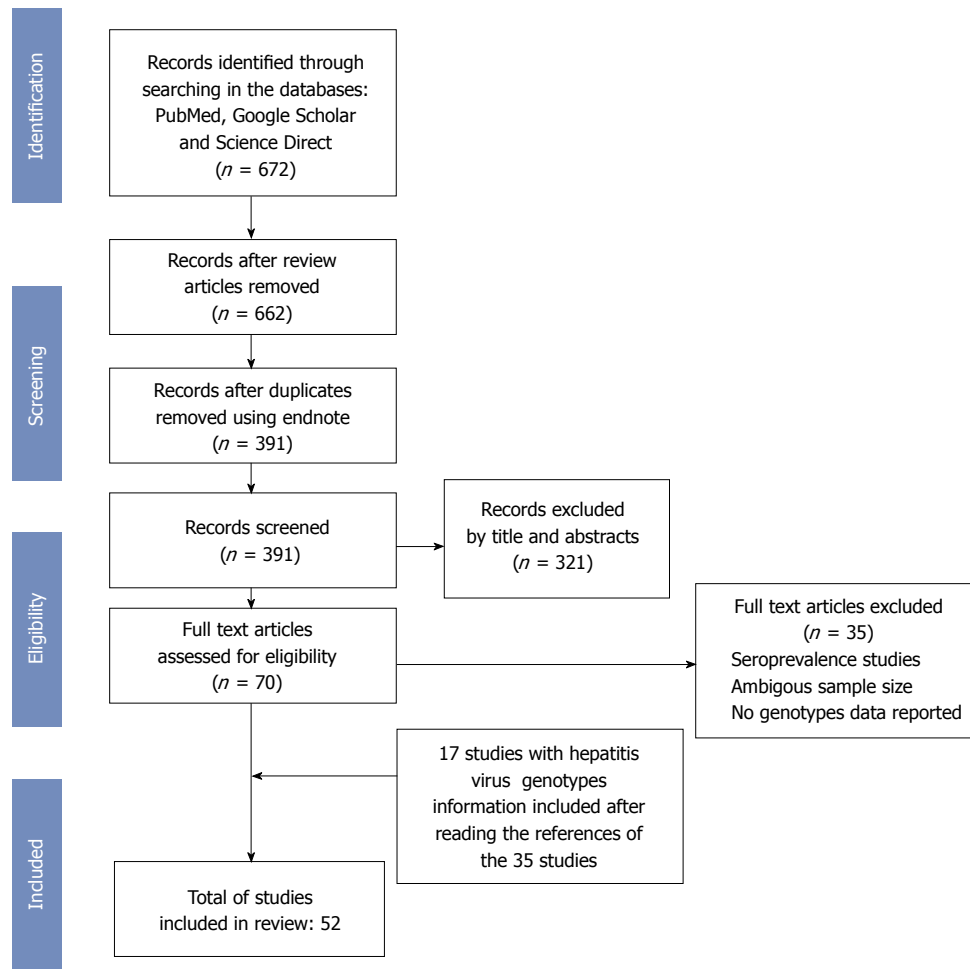 Identification
Records identified through
searching in the databases:
PubMed, Google Scholar
and Science Direct
(n = 672)
Records after review
articles removed
(n = 662)
Screening
Records after duplicates
removed using endnote
(n = 391)
Records screened
(n = 391)
Records excluded
by title and abstracts
(n = 321)
Eligibility
Full text articles
assessed for eligibility
(n = 70)
Full text articles excluded
(n = 35)
Seroprevalence studies
Ambigous sample size
No genotypes data reported
17 studies with hepatitis
virus genotypes
information included after
reading the references of
the 35 studies
Included
Total of studies
included in review: 52